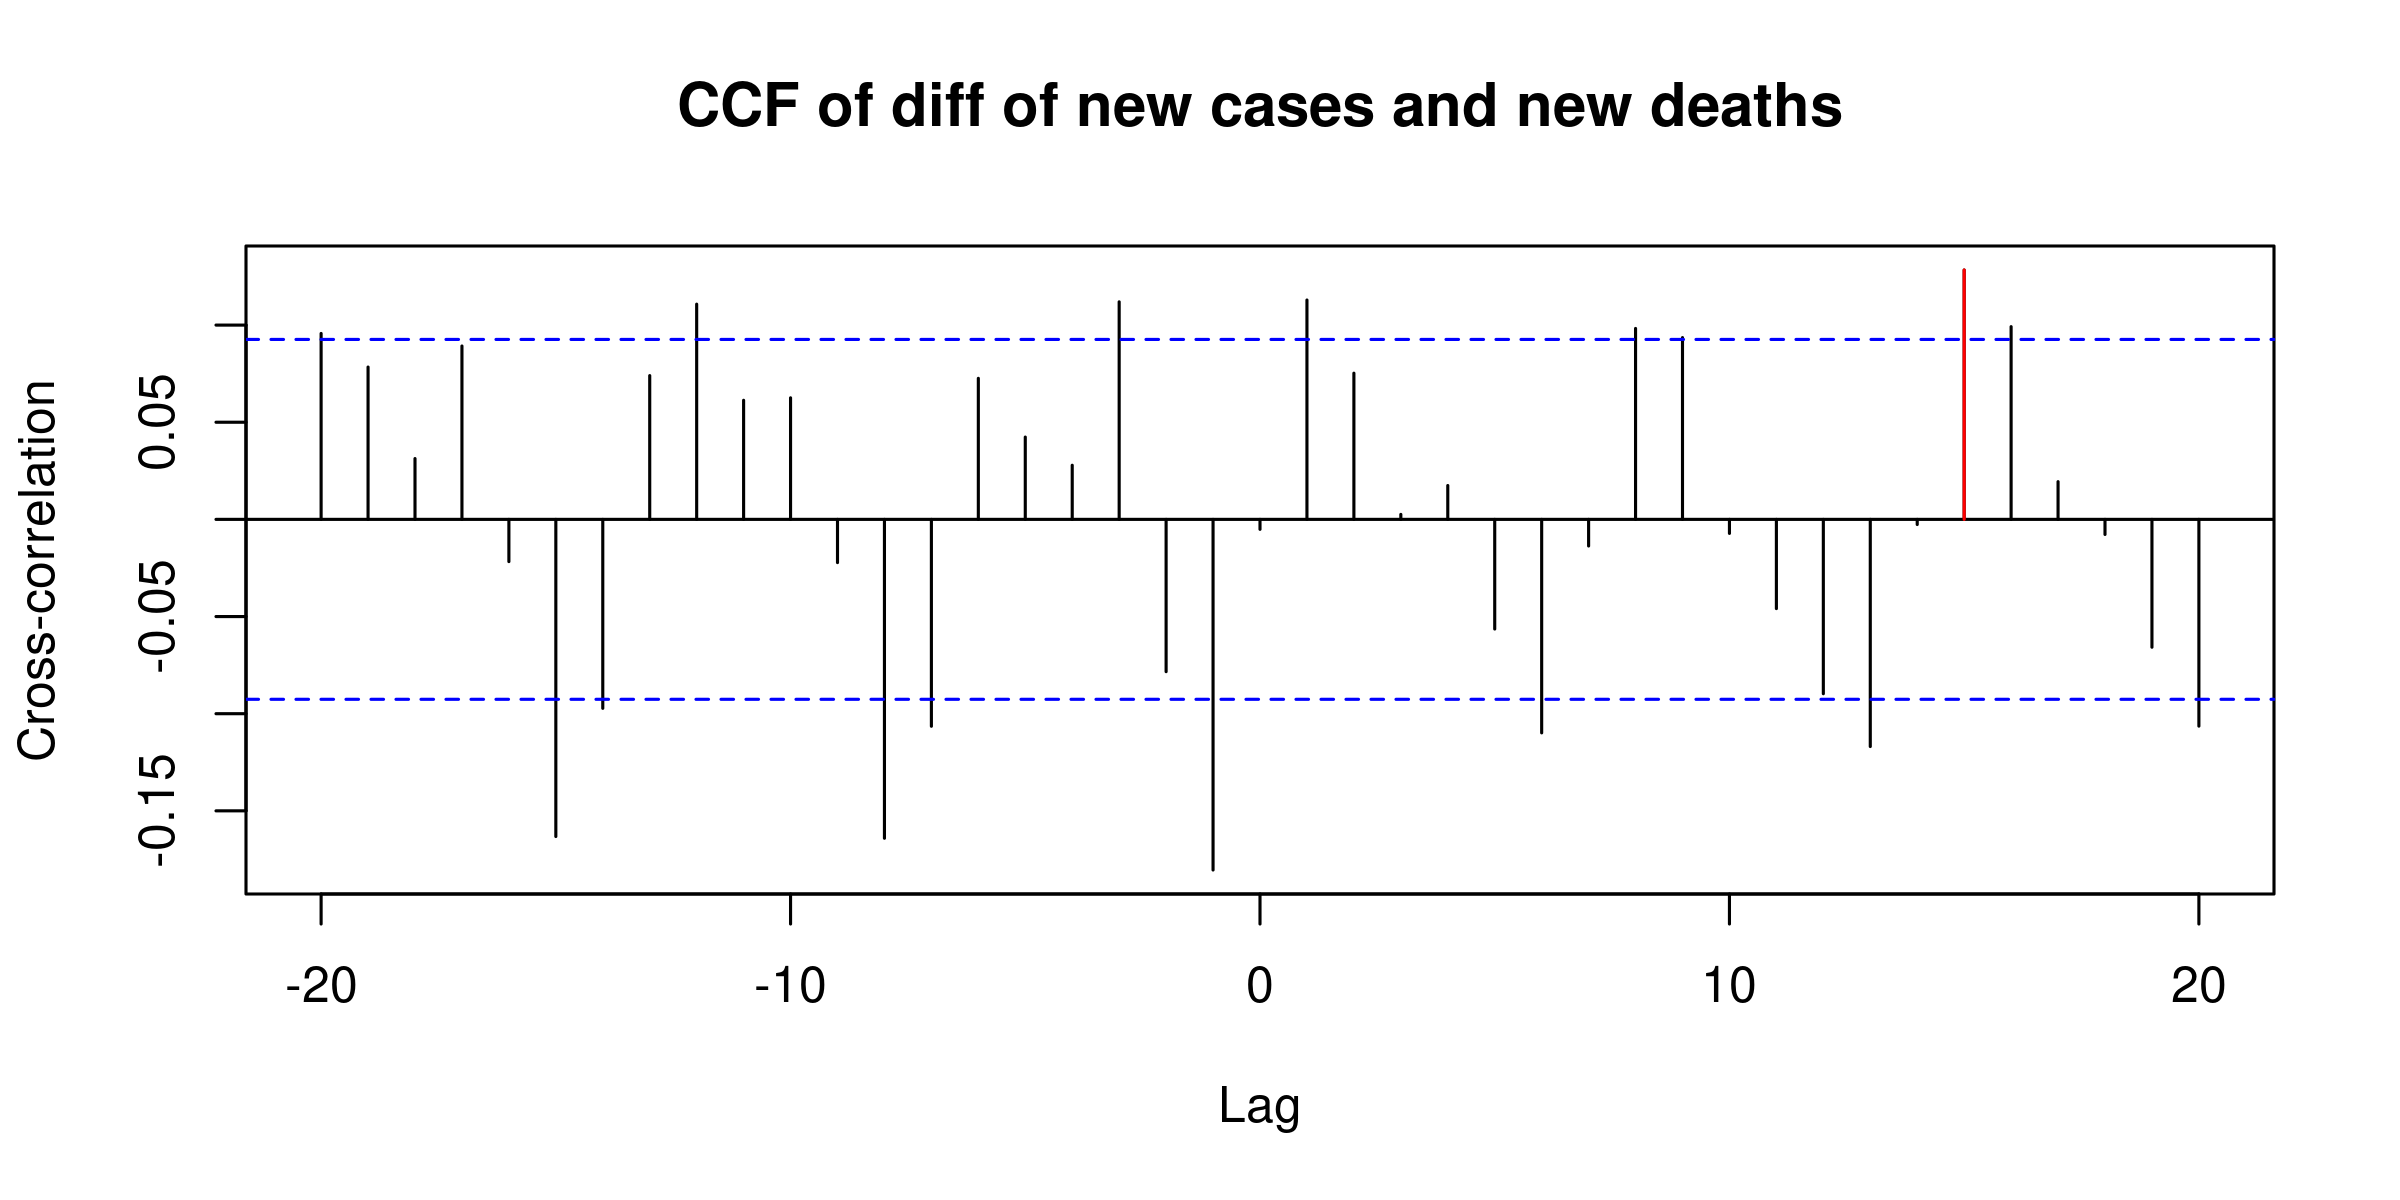 CCF of diff of new cases and new deaths
Cross-correlation
0.05
-0.05
-0.15
-20
-10
0
10
20
Lag